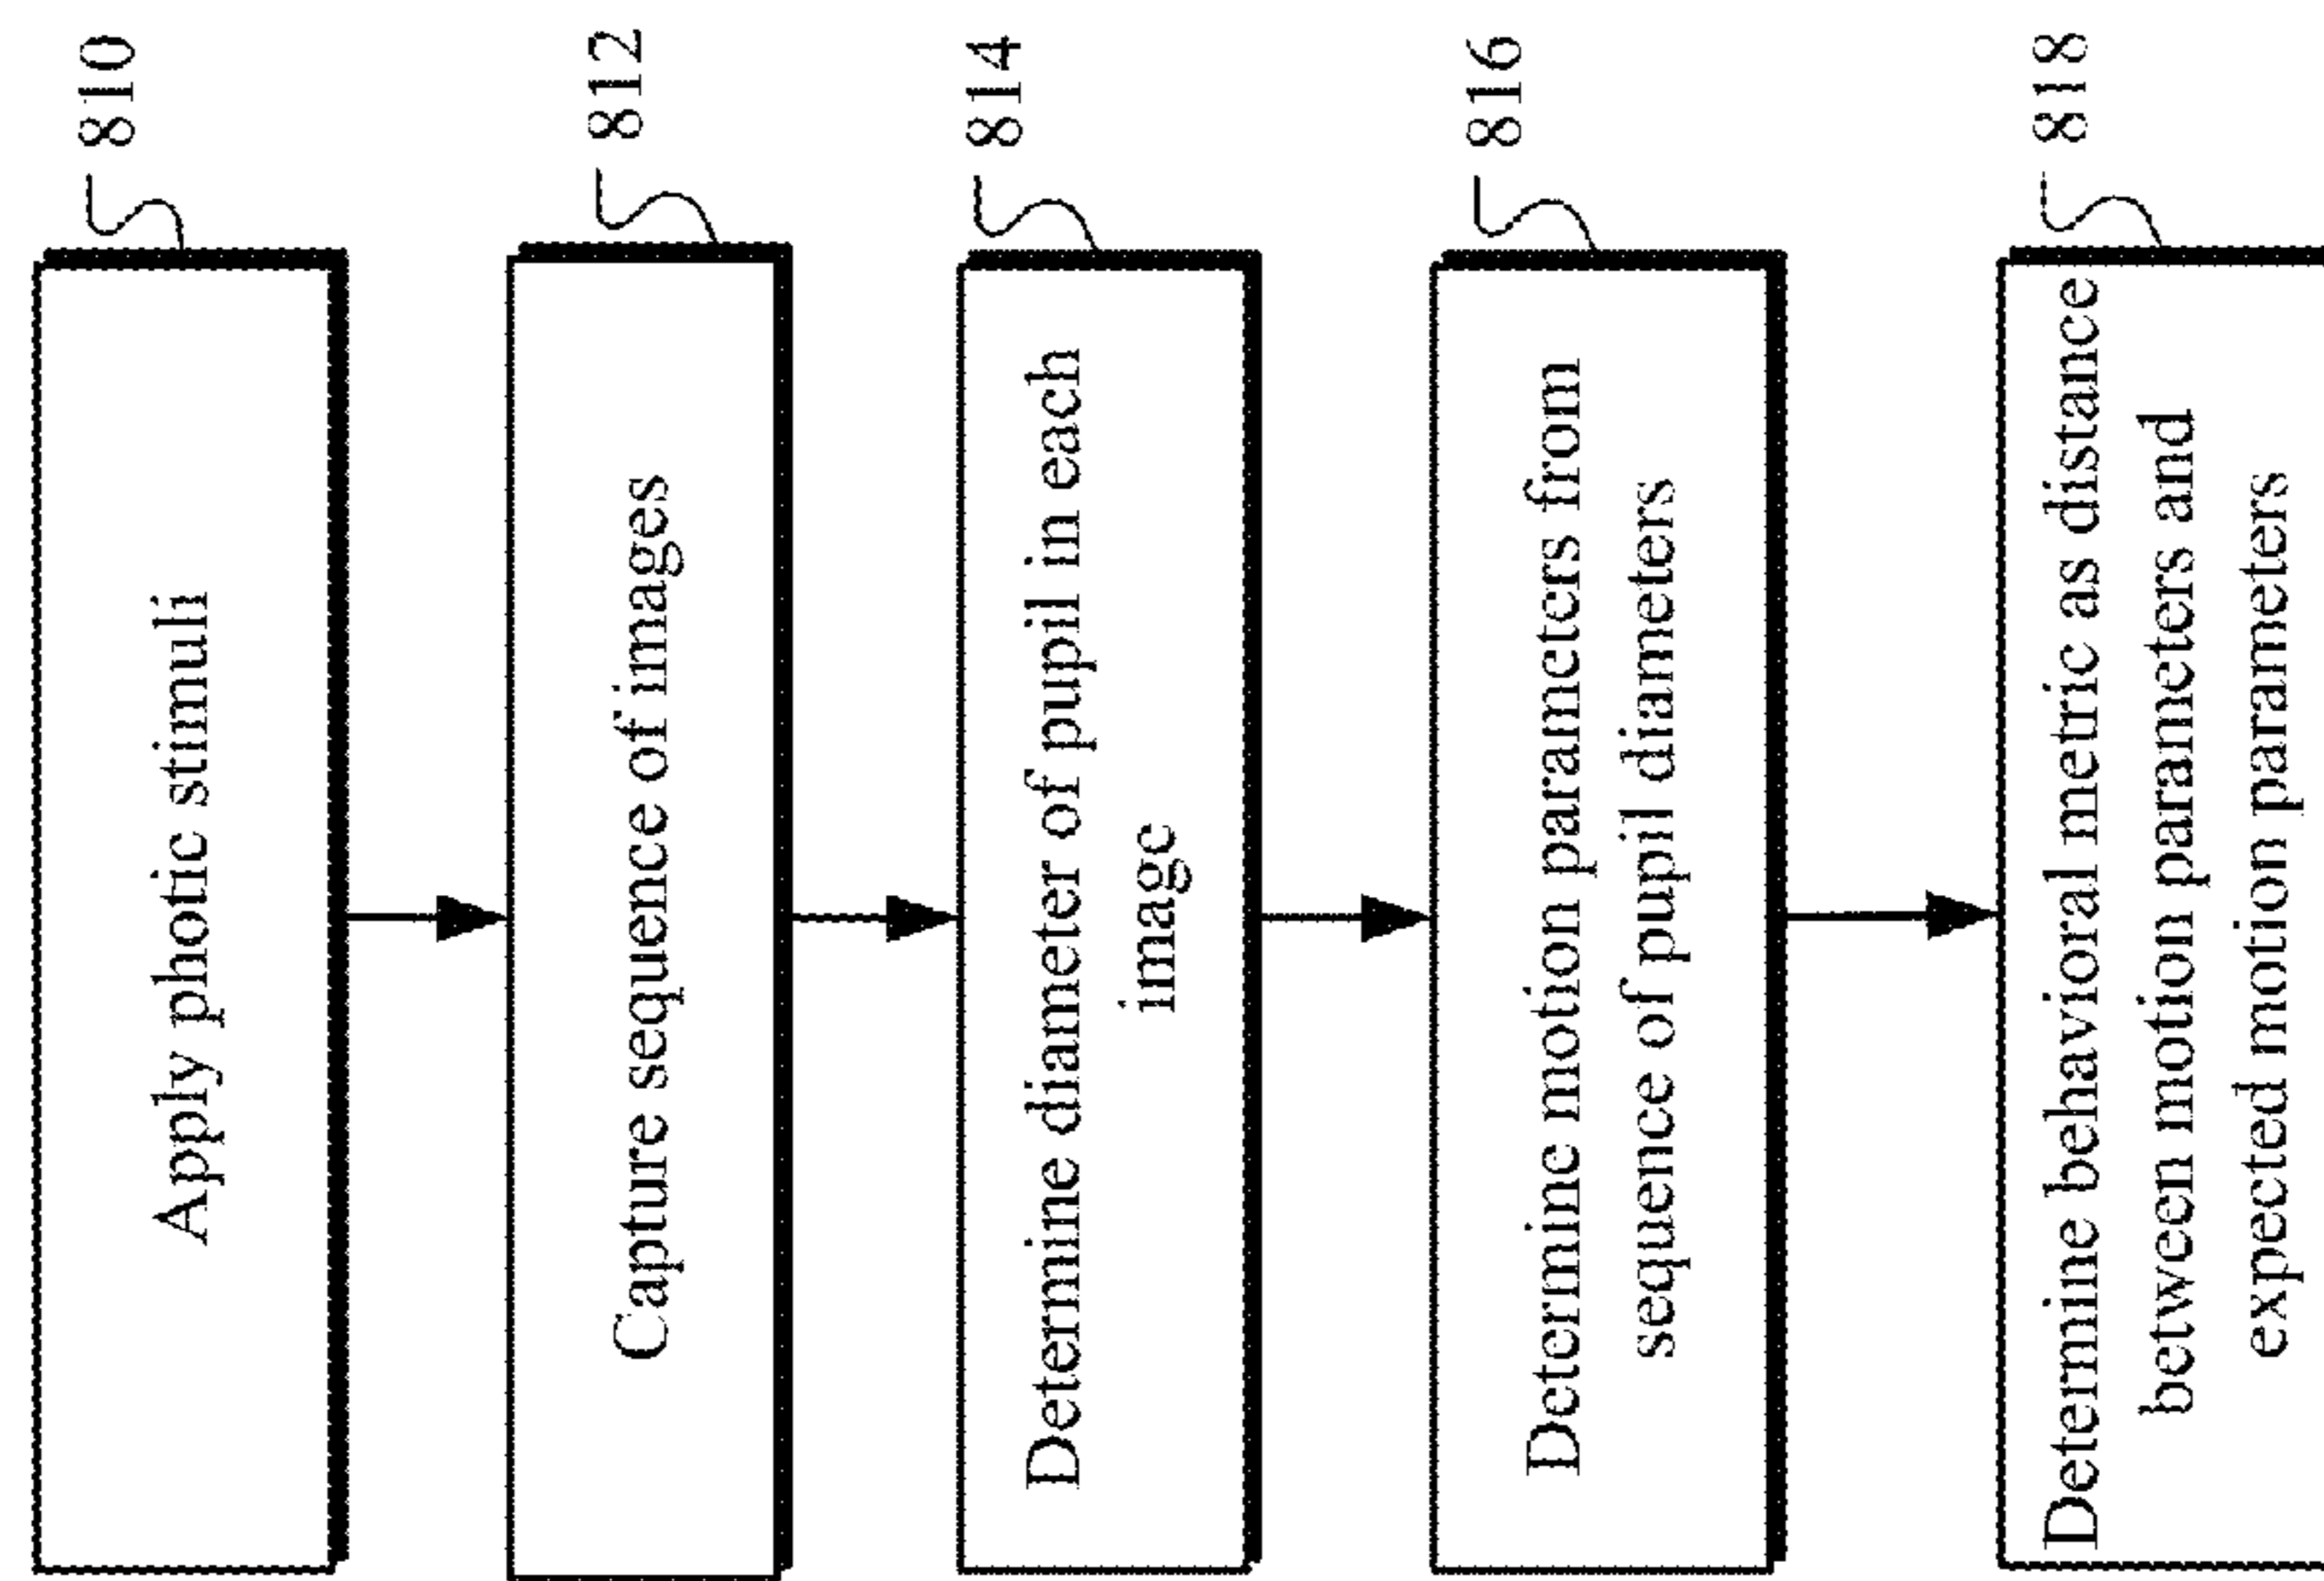 810
Apply photic stimuli
812
Capture sequence of images
814
Determine diameter of pupil in each
image
816
Determine motion parameters from
sequence of pupil diameters
818
Determine behavioral metric as distance
between motion parameters and
expected motion parameters